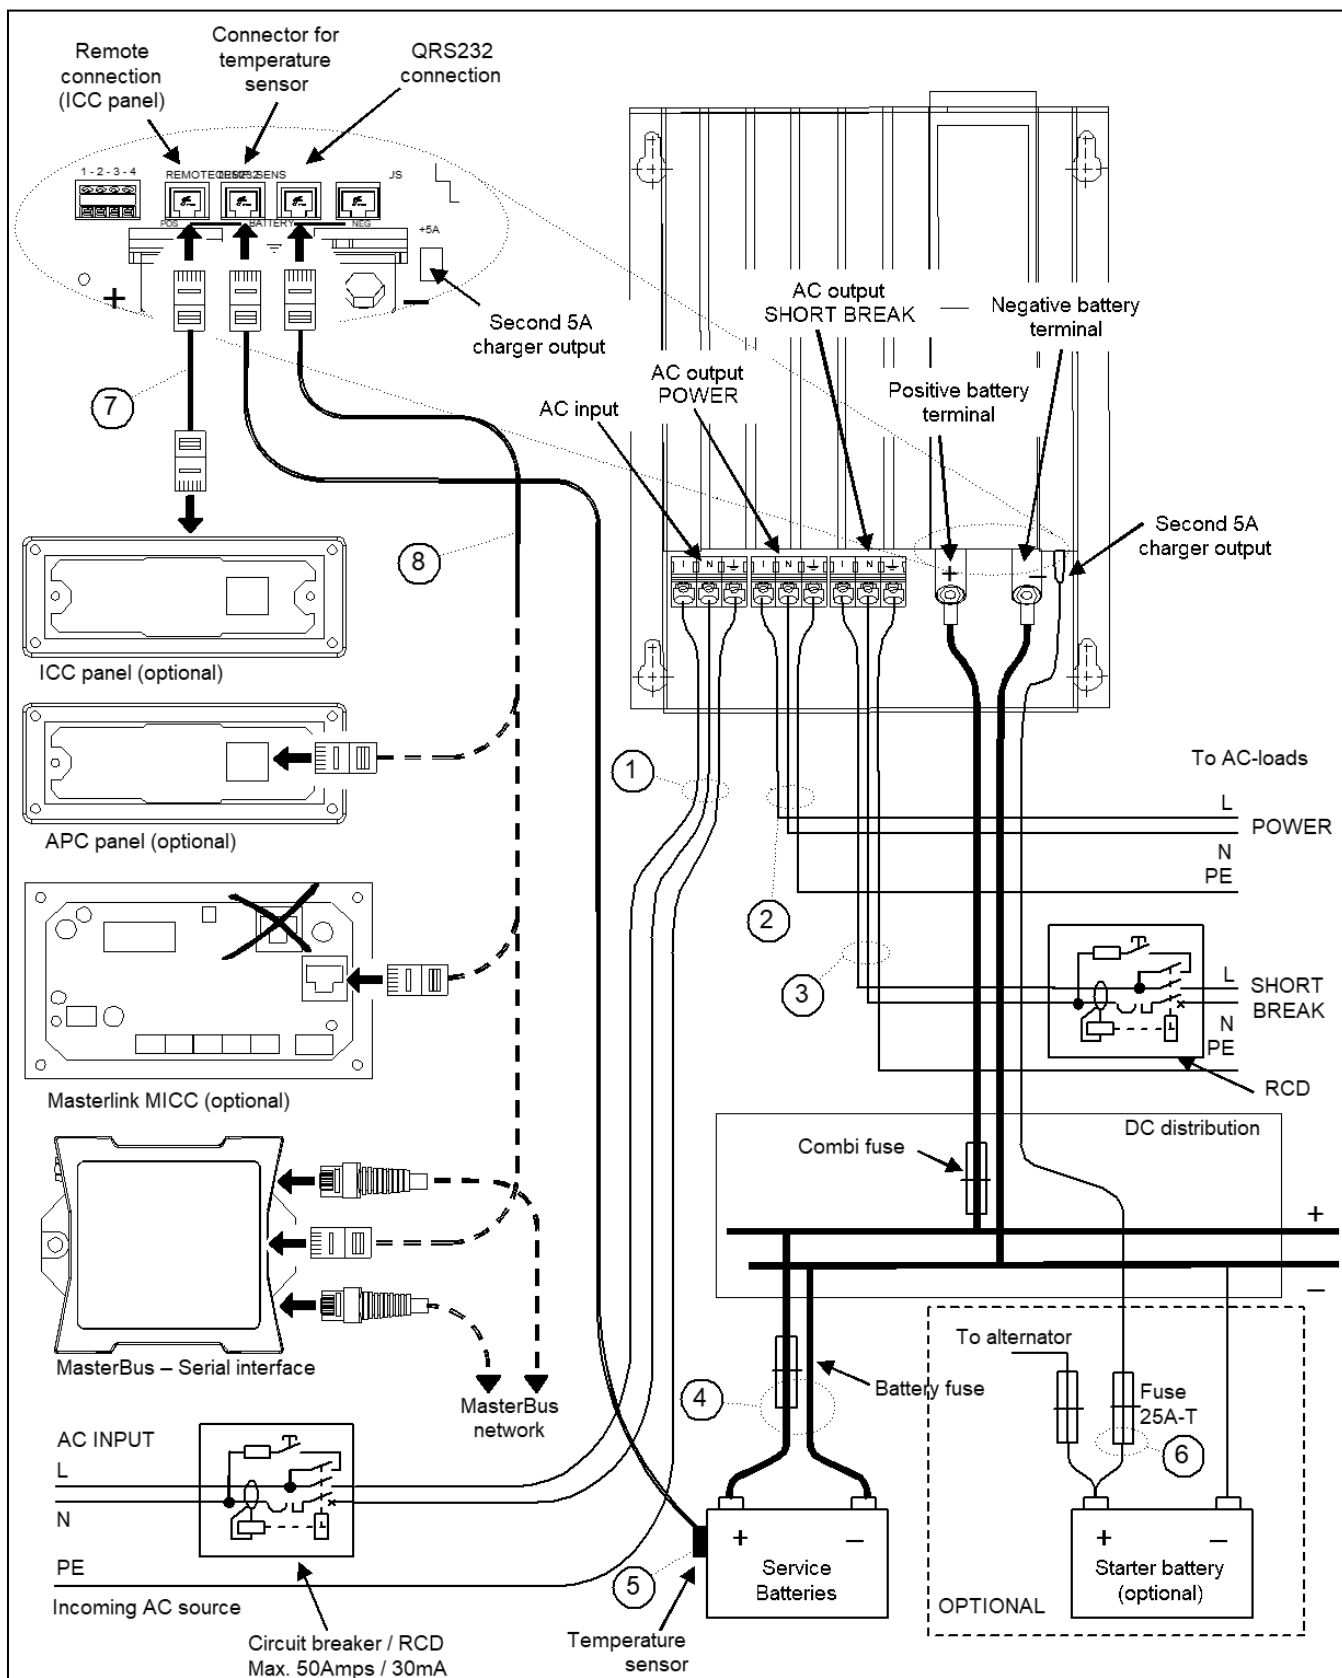 Remote
connection
(ICC panel)
Connector for
temperature
sensor
QRS232
connection
1 - 2 - 3 - 4
REMOTE
SENS
JS
POS
BATTERY
NEG
+5A
+
−
Second 5A
charger output
7
8
AC input
AC output
POWER
AC output
SHORT BREAK
Positive battery
terminal
Negative battery
terminal
Second 5A
charger output
N
N
N
+
−
ICC panel (optional)
APC panel (optional)
Masterlink MICC (optional)
MasterBus – Serial interface
MasterBus
network
1
2
3
To AC-loads
L
POWER
N
PE
L
SHORT
BREAK
N
PE
RCD
DC distribution
Combi fuse
+
−
Battery fuse
4
To alternator
Fuse
25A-T
6
AC INPUT
L
N
PE
Incoming AC source
Circuit breaker / RCD
Max. 50Amps / 30mA
5
Temperature
sensor
+ −
Service
Batteries
+ −
Starter battery
(optional)
OPTIONAL